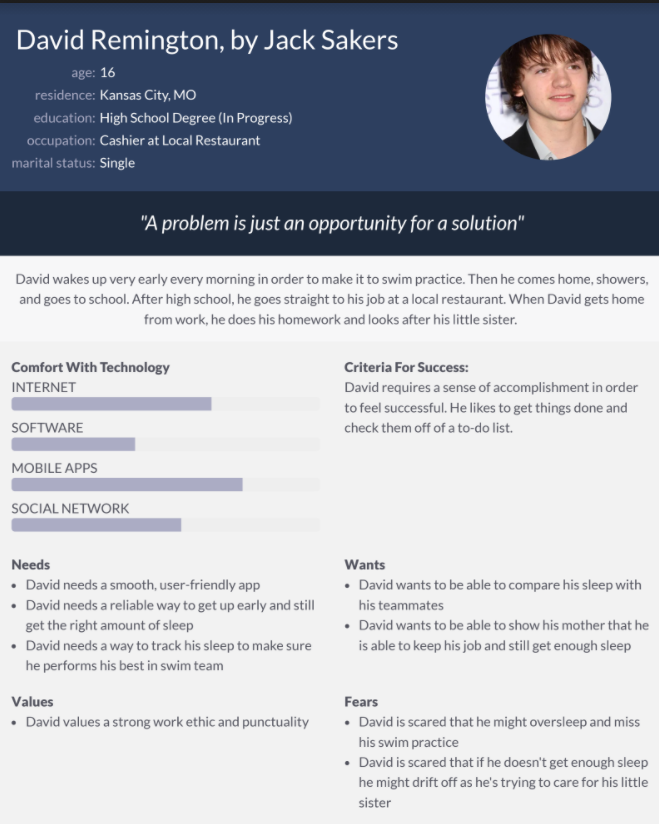 David Remington, by Jack Sakers
age: 16
residence: Kansas City, MO
education: High School Degree (In Progress)
occupation: Cashier at Local Restaurant
marital status: Single
"A problem is just an opportunity for a solution"
David wakes up very early every morning in order to make it to swim practice. Then he comes home, showers,
and goes to school. After high school, he goes straight to his job at a local restaurant. When David gets home
from work, he does his homework and looks after his little sister.
Comfort With Technology
INTERNET
SOFTWARE
MOBILE APPS
SOCIAL NETWORK
Criteria For Success:
David requires a sense of accomplishment in order
to feel successful. He likes to get things done and
check them off of a to-do list.
Needs
• David needs a smooth, user-friendly app
• David needs a reliable way to get up early and still
get the right amount of sleep
• David needs a way to track his sleep to make sure
he performs his best in swim team
Wants
• David wants to be able to compare his sleep with
his teammates
• David wants to be able to show his mother that he
is able to keep his job and still get enough sleep
Values
• David values a strong work ethic and punctuality
Fears
• David is scared that he might oversleep and miss
his swim practice
• David is scared that if he doesn't get enough sleep
he might drift off as he's trying to care for his little
sister